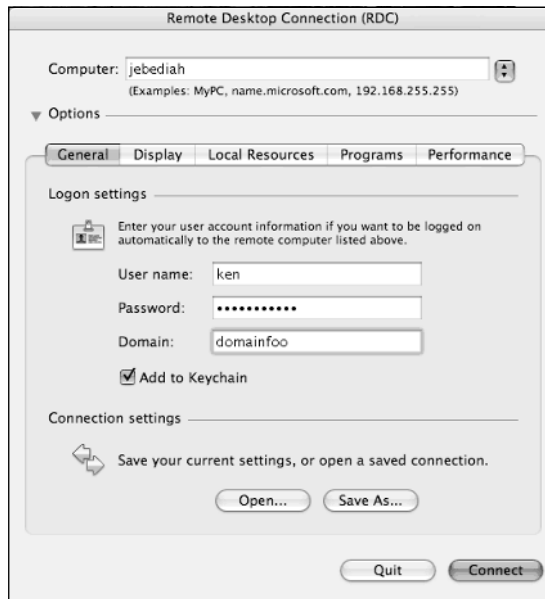 Remote Desktop Connection (RDC)
Computer: jebediah
(Examples: MyPC, name.microsoft.com, 192.168.255.255)
Options
General Display Local Resources Programs Performance
Logon settings
Enter your user account information if you want to be logged on
automatically to the remote computer listed above.
User name: ken
Password: •••••••••••
Domain: domainfoo
Add to Keychain
Connection settings
Save your current settings, or open a saved connection.
Open... Save As...
Quit Connect